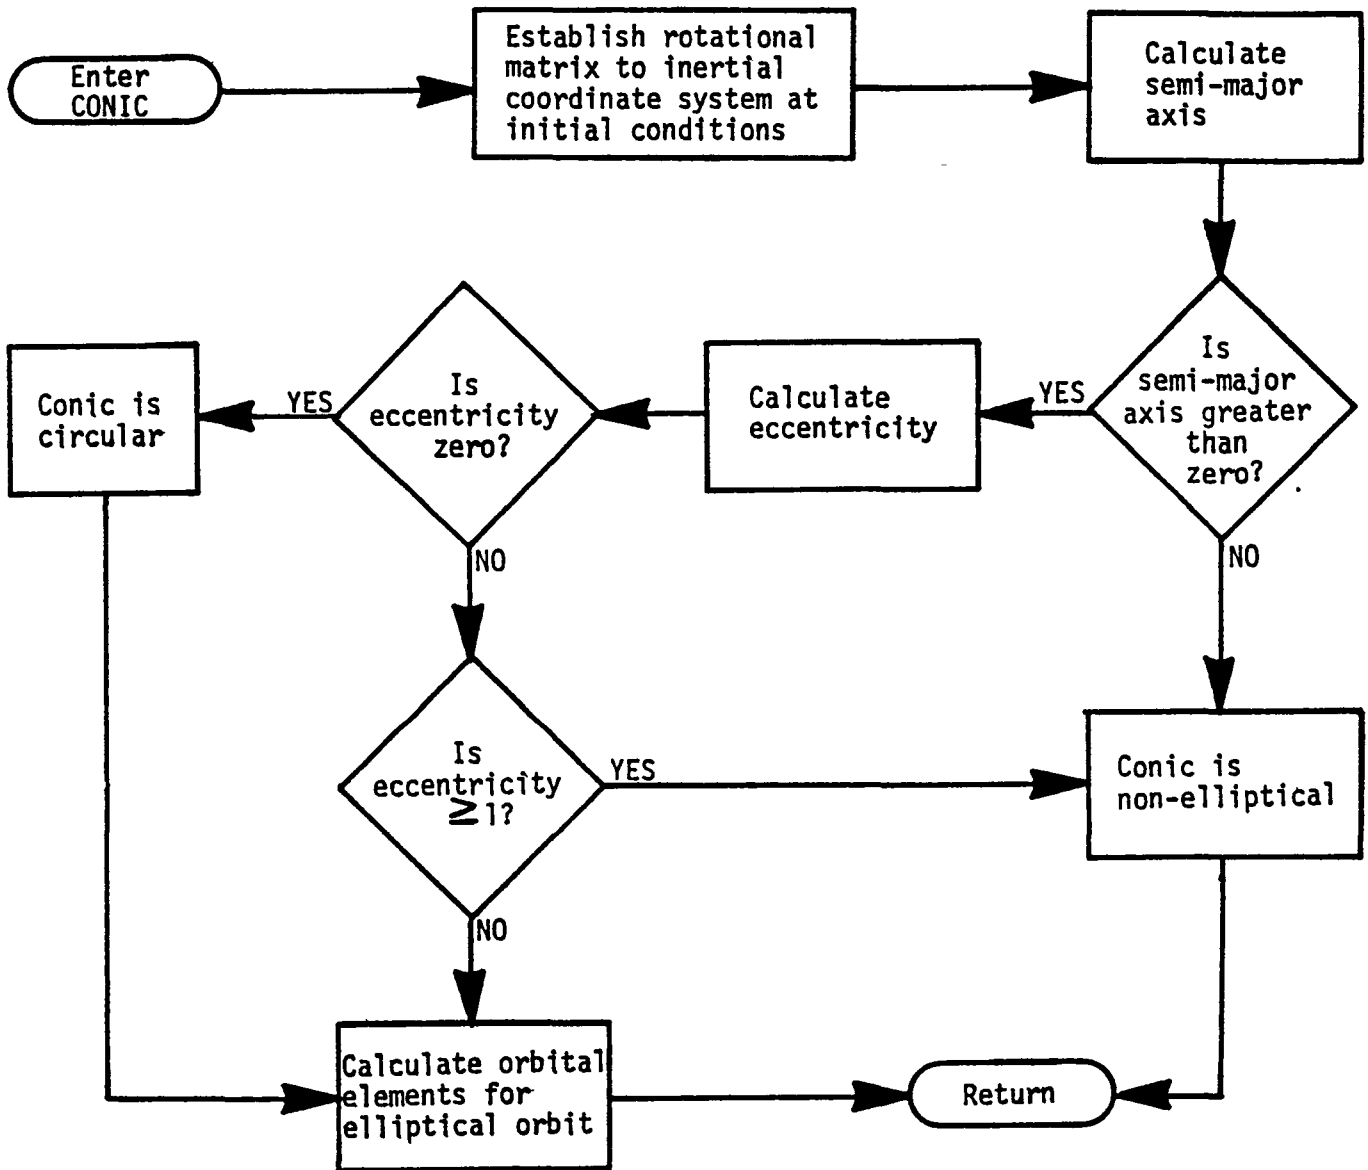 Enter
CONIC
Establish rotational
matrix to inertial
coordinate system at
initial conditions
Calculate
semi-major
axis
Is
semi-major
axis greater
than
zero?
YES
NO
Calculate
eccentricity
Is
eccentricity
zero?
YES
NO
Conic is
circular
Is
eccentricity
≥1?
YES
NO
Conic is
non-elliptical
Calculate orbital
elements for
elliptical orbit
Return